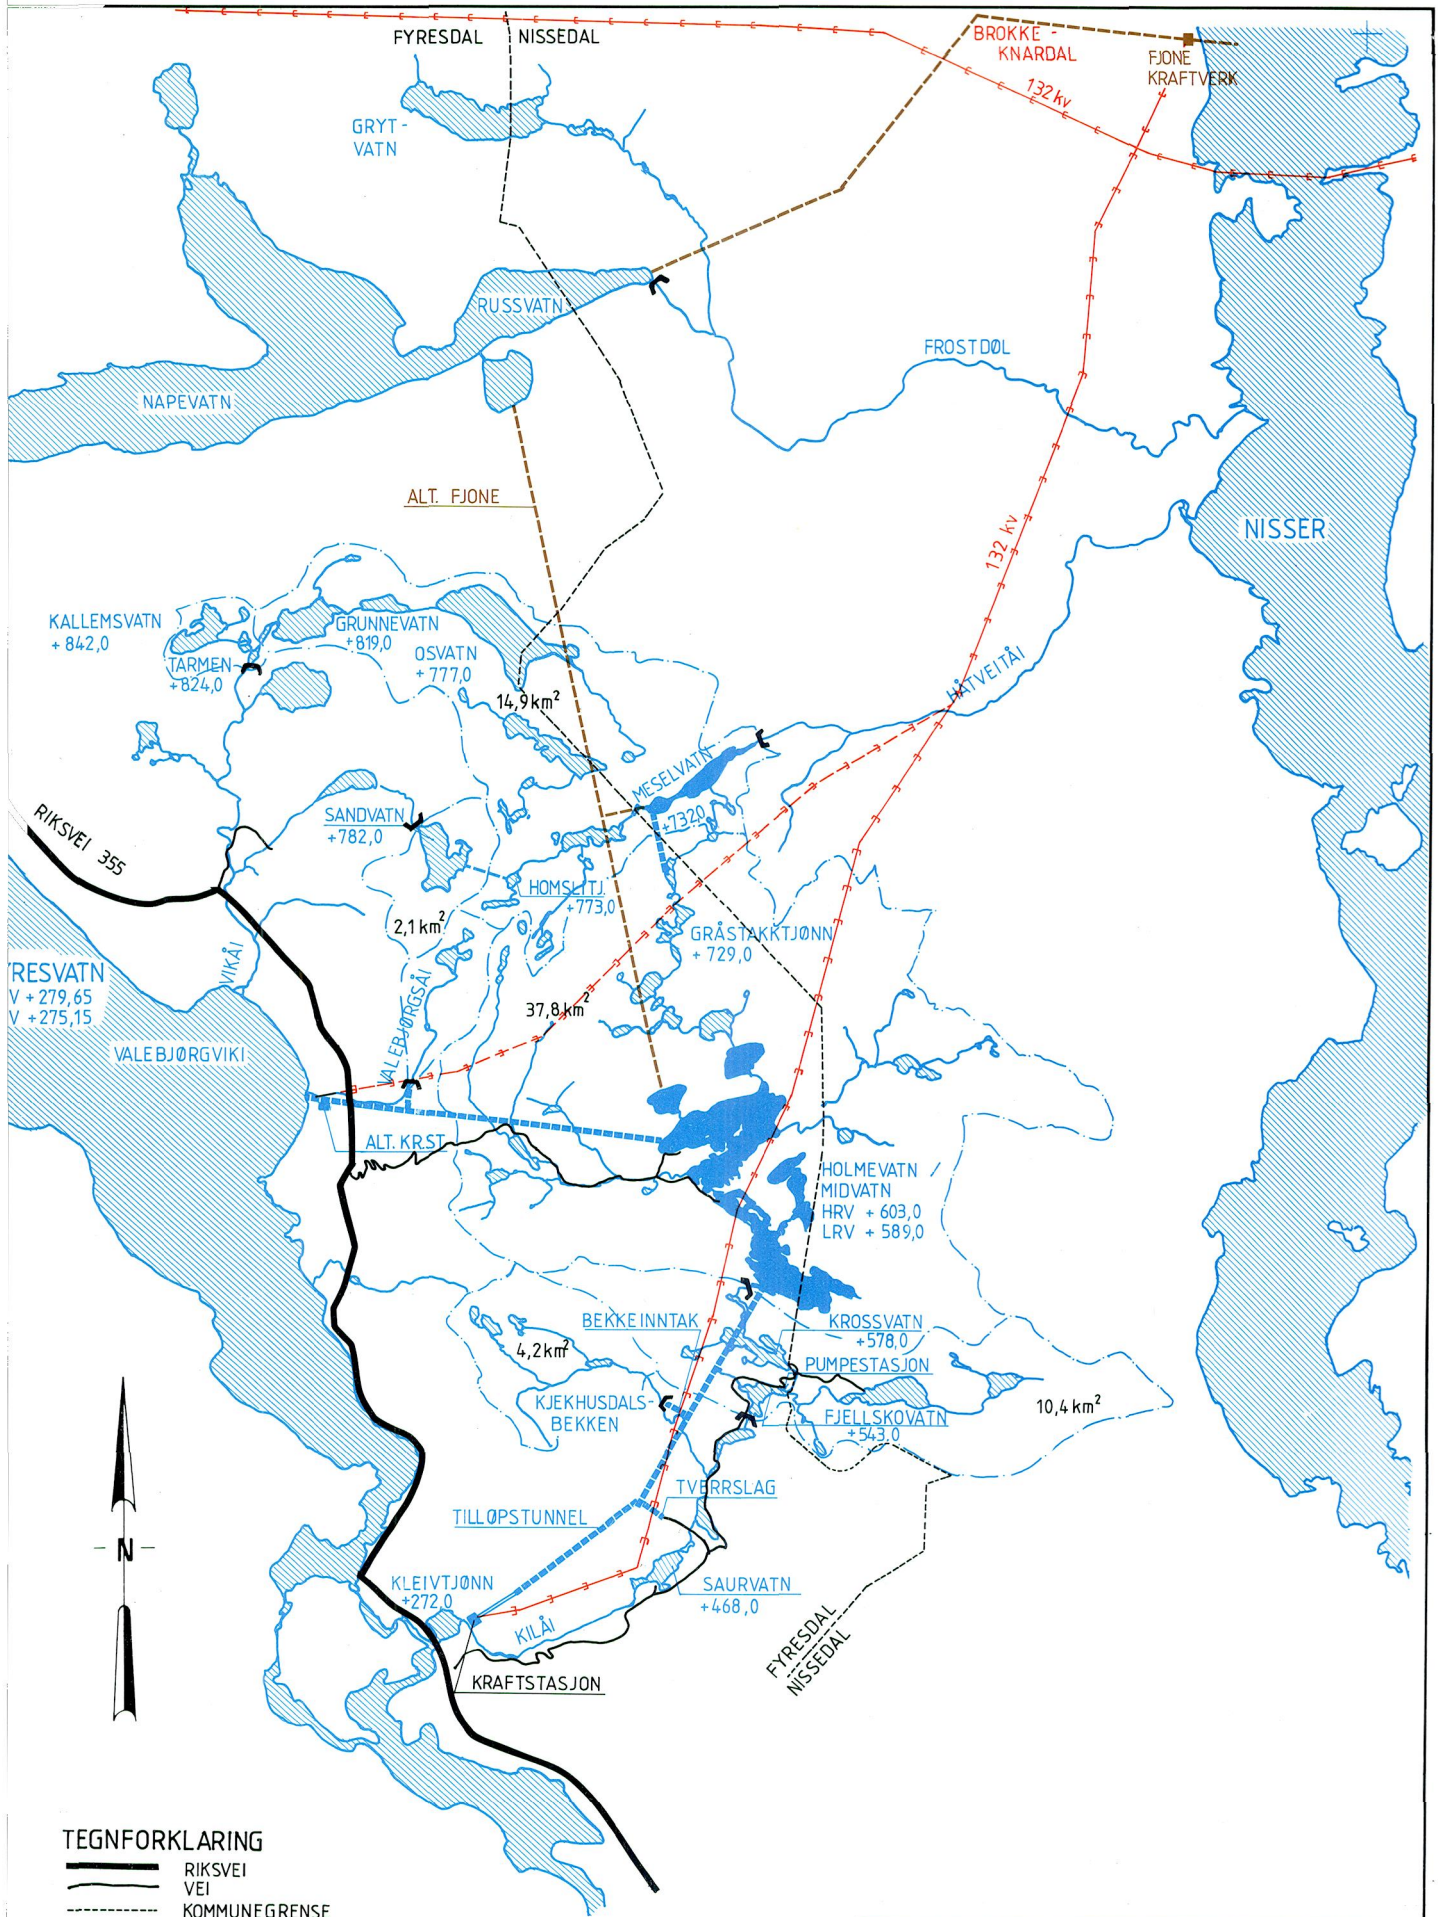 FYRESDAL
NISSEDAL
BROKKE -
KNARDAL
FJONE
KRAFTVERK
132 kv
GRYT-
VATN
RUSSVATN
FROSTDØL
NAPEVATN
ALT. FJONE
NISSER
132 kv
KALLEMSVATN
+ 842,0
GRUNNEVATN
+819,0
TARMEN
+824,0
OSVATN
+ 777,0
14,9 km²
HÅTVEITÅI
MESELVATN
+732,0
RIKSVEI 355
SANDVATN
+782,0
HOMSLITJ.
+773,0
2,1 km²
GRÅSTAKKTJØNN
+ 729,0
VIKÅI
YRESVATN
V + 279,65
V + 275,15
VALEBJØRGSÅI
37,8 km²
VALEBJØRGVIKI
ALT. KR.ST
HOLMEVATN /
MIDVATN
HRV + 603,0
LRV + 589,0
BEKKEINNTAK
KROSSVATN
+578,0
4,2 km²
PUMPESTASJON
KJEKHUSDALS-
BEKKEN
10,4 km²
FJELLSKOVATN
+543,0
TVERRSLAG
TILLØPSTUNNEL
N
KLEIVTJØNN
+272,0
SAURVATN
+468,0
KILÅI
FYRESDAL
NISSEDAL
KRAFTSTASJON
TEGNFORKLARING
RIKSVEI
VEI
KOMMUNEGRENSE